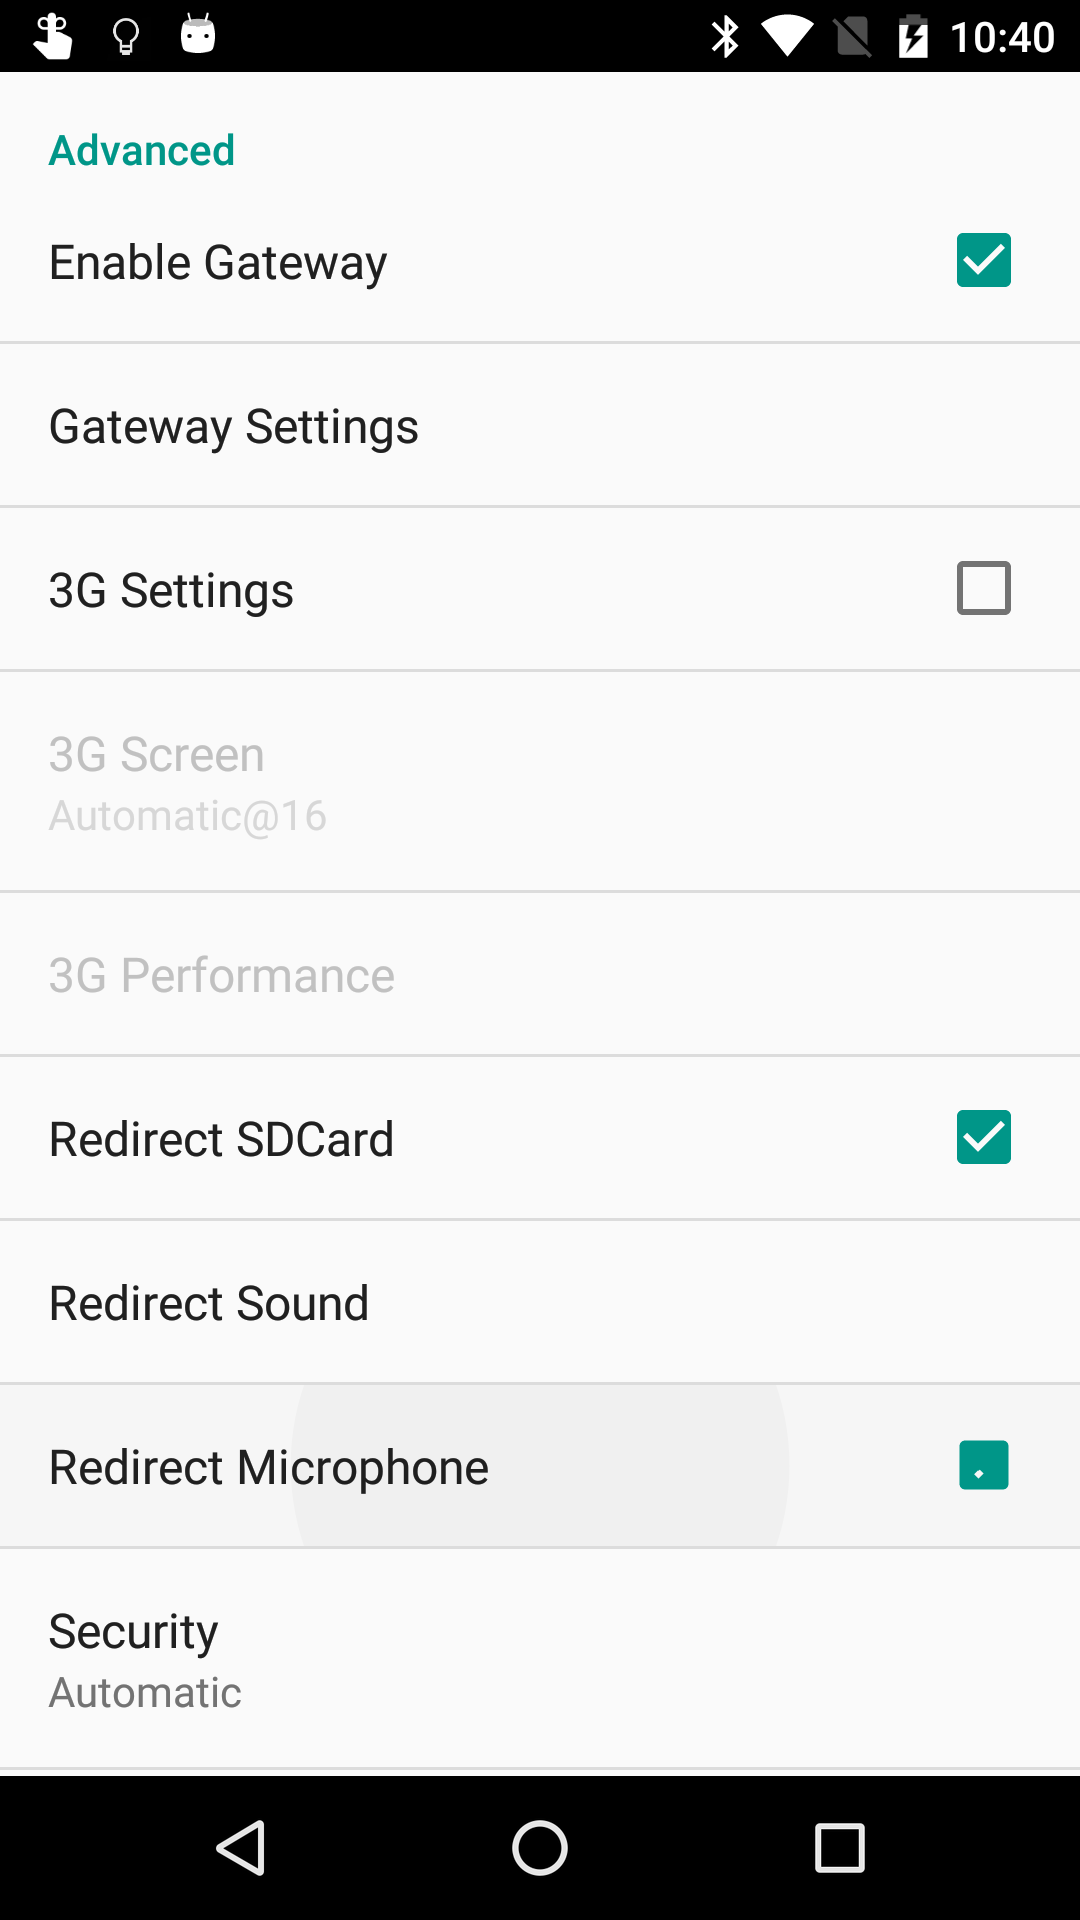 10:40
Advanced
Enable Gateway
Gateway Settings
3G Settings
3G Screen
Automatic@16
3G Performance
Redirect SDCard
Redirect Sound
Redirect Microphone
Security
Automatic